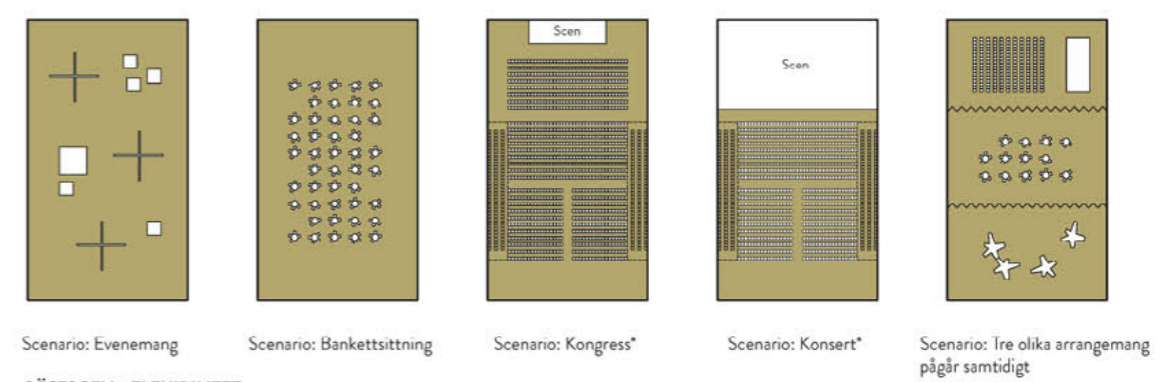 Scen
Scen
Scenario: Evenemang
Scenario: Bankettsittning
Scenario: Kongress*
Scenario: Konsert*
Scenario: Tre olika arrangemang
pågår samtidigt